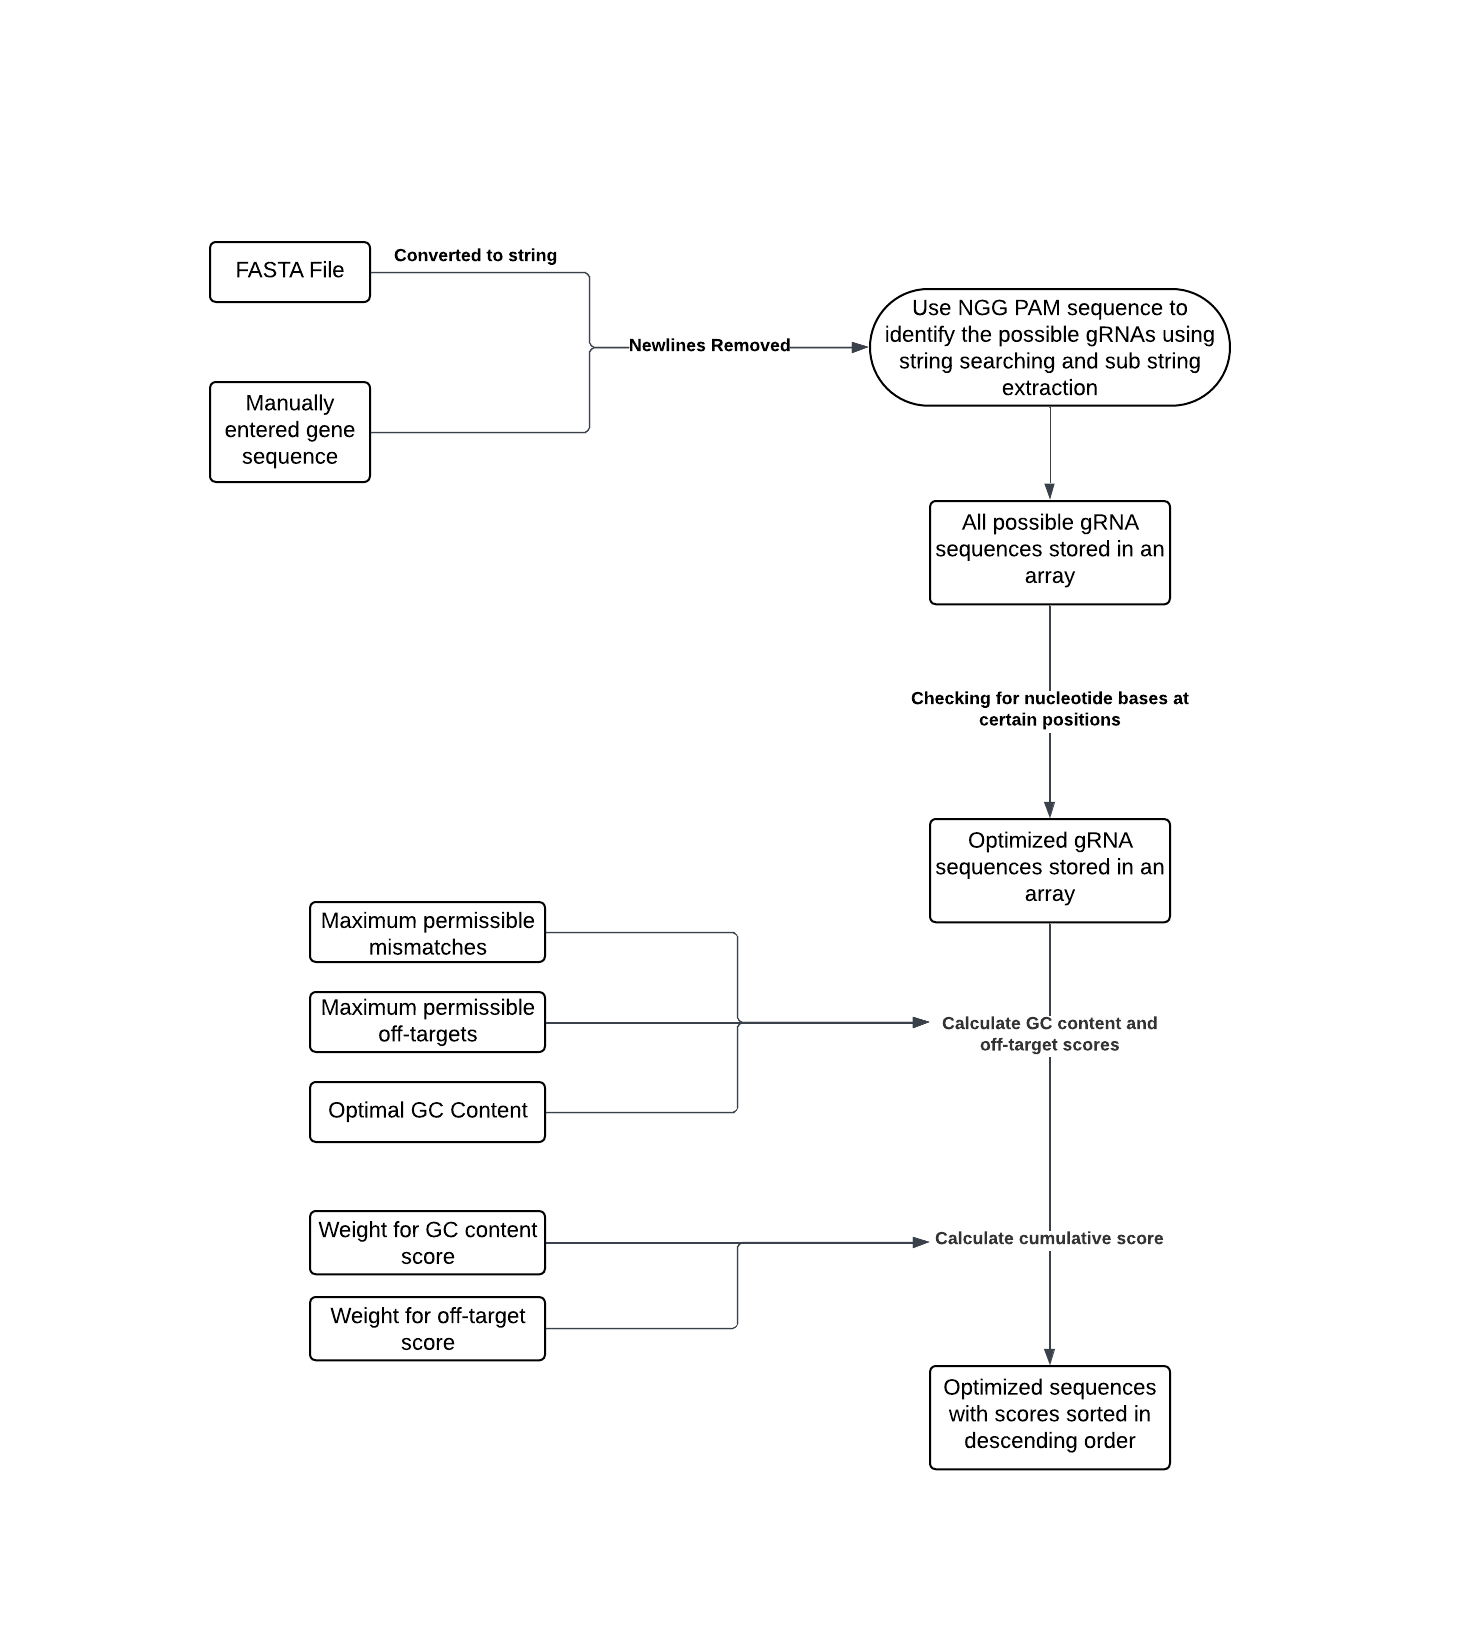 FASTA File
Converted to string
Manually
entered gene
sequence
Newlines Removed
Use NGG PAM sequence to
identify the possible gRNAs using
string searching and sub string
extraction
All possible gRNA
sequences stored in an
array
Checking for nucleotide bases at
certain positions
Optimized gRNA
sequences stored in an
array
Maximum permissible
mismatches
Maximum permissible
off-targets
Optimal GC Content
Calculate GC content and
off-target scores
Weight for GC content
score
Weight for off-target
score
Calculate cumulative score
Optimized sequences
with scores sorted in
descending order